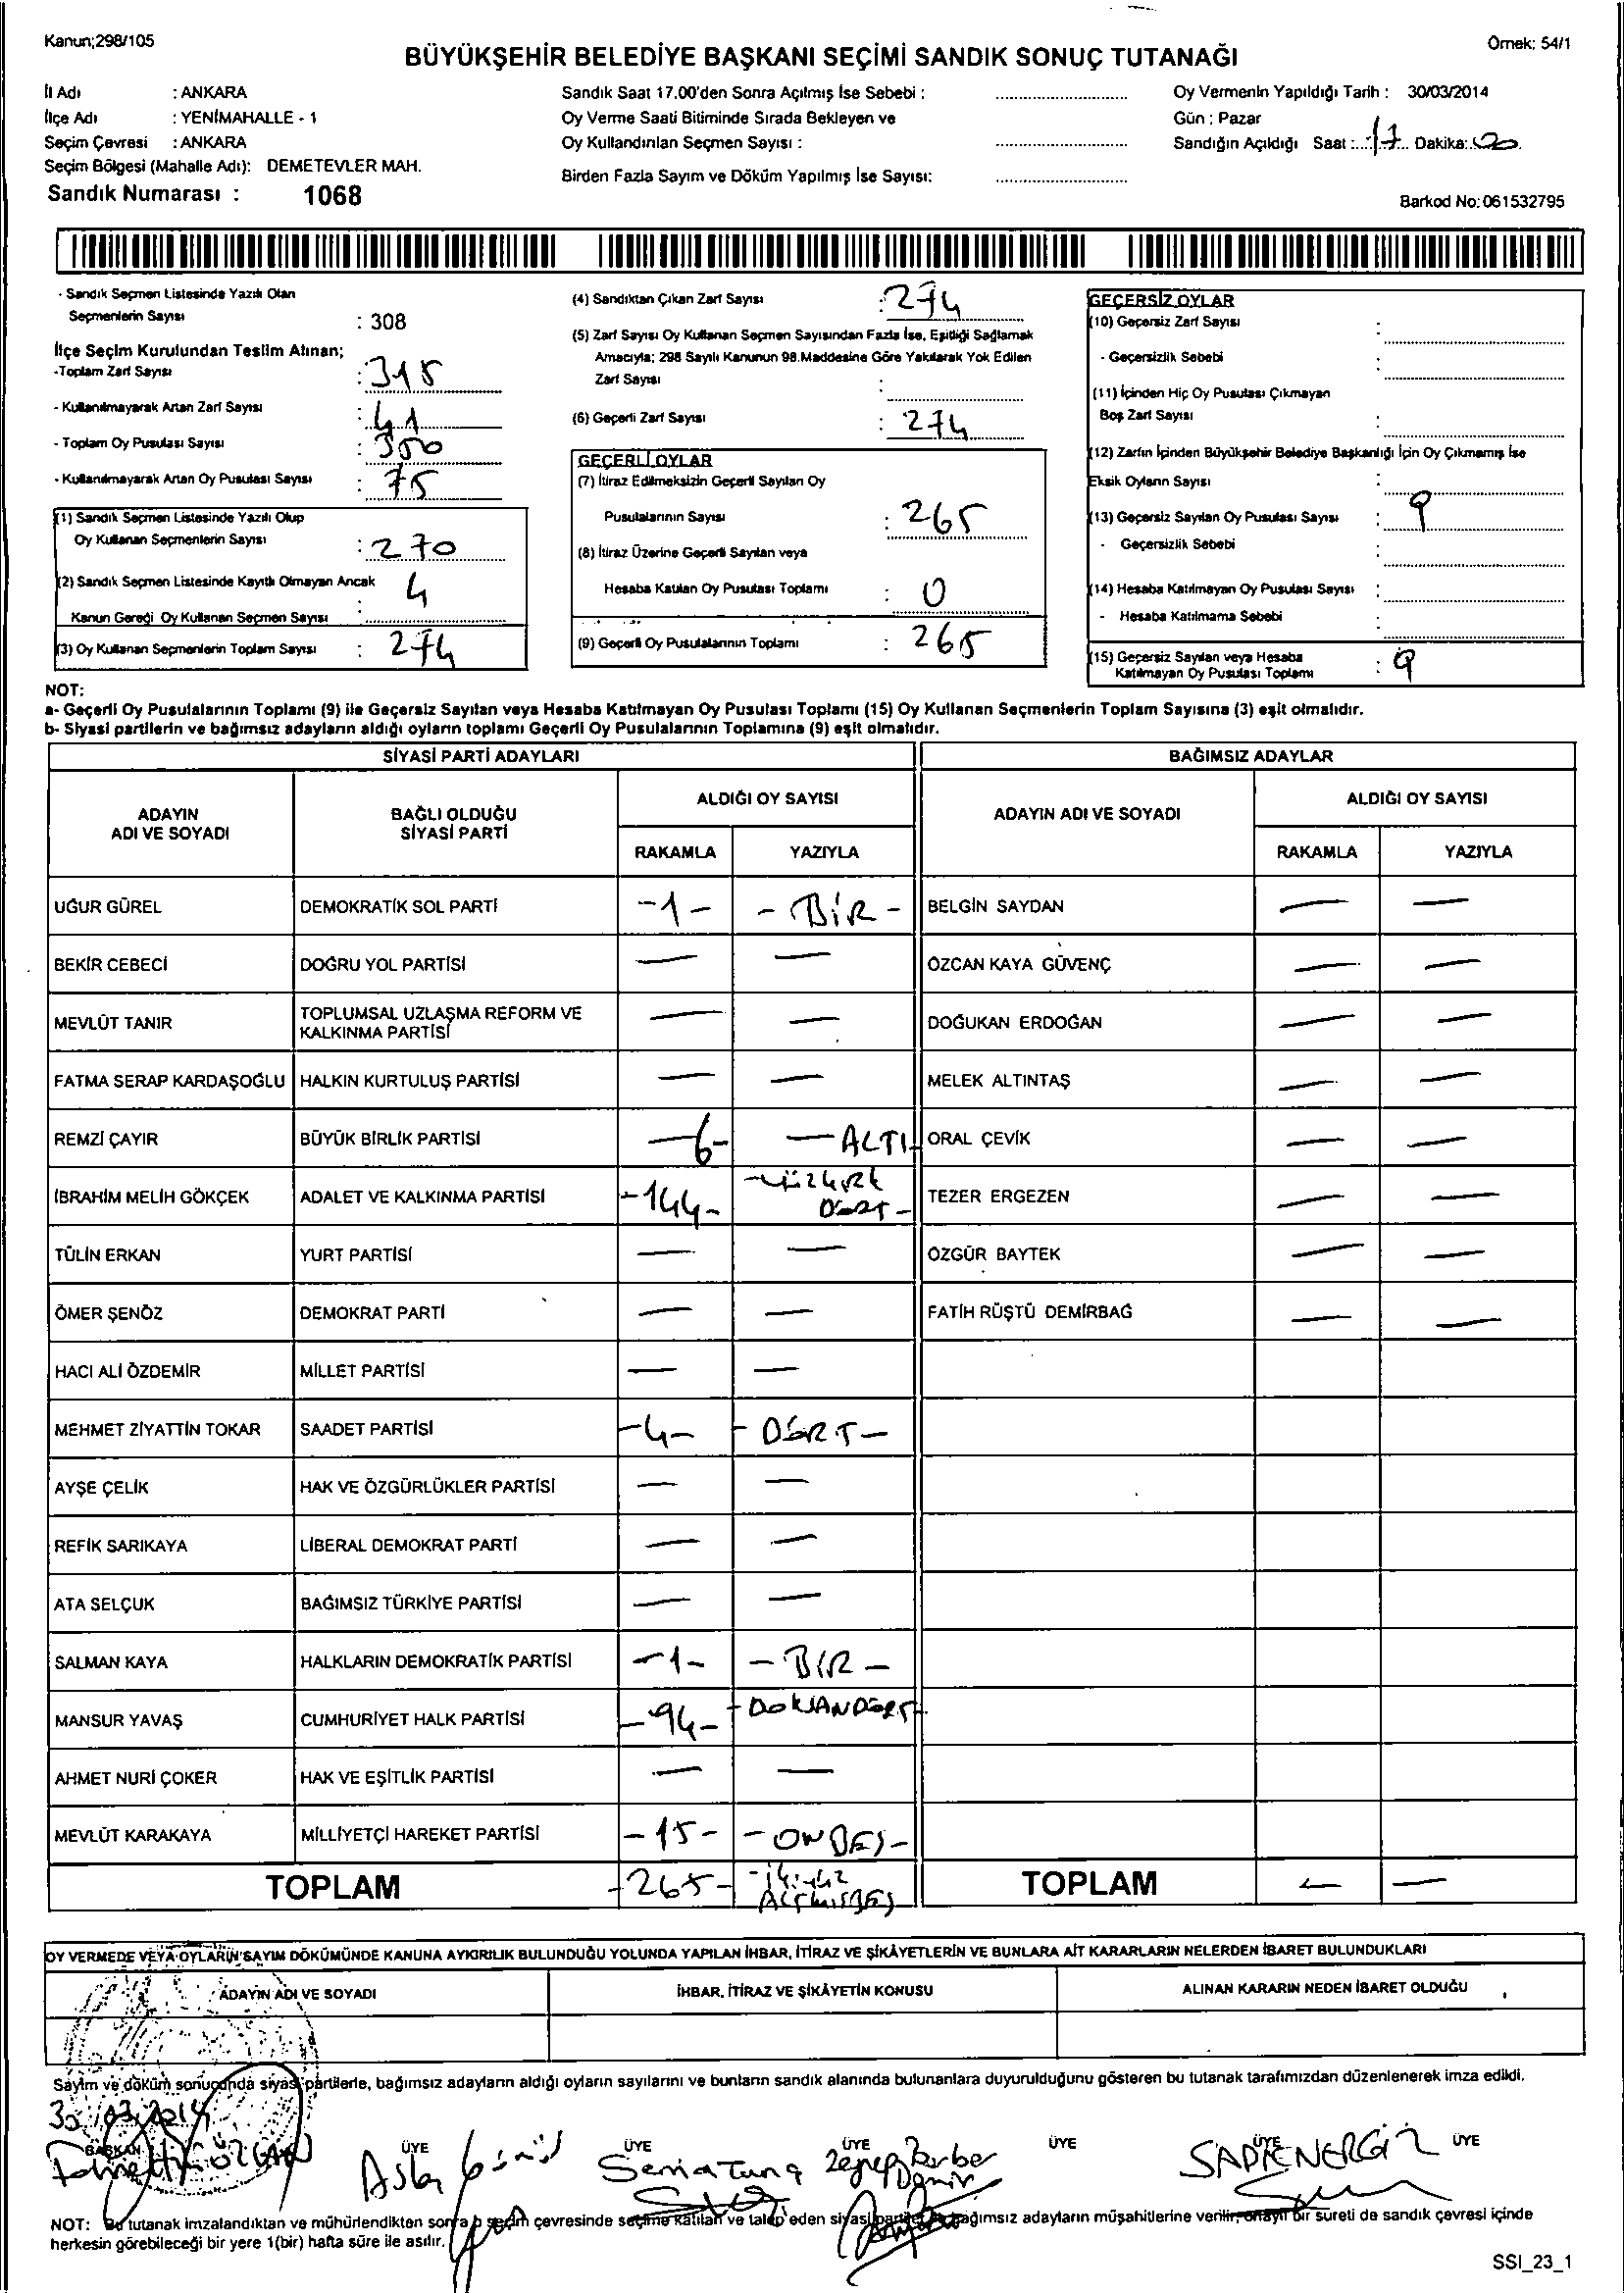 Kanun;298/105
Örnek: 54/1
BÜYÜKŞEHİR BELEDİYE BAŞKANI SEÇİMİ SANDIK SONUÇ TUTANAĞI
İl Adı : ANKARA
İlçe Adı : YENİMAHALLE - 1
Seçim Çevresi : ANKARA
Seçim Bölgesi (Mahalle Adı): DEMETEVLER MAH.
Sandık Numarası : 1068
Sandık Saat 17.00'den Sonra Açılmış İse Sebebi :
Oy Verme Saati Bitiminde Sırada Bekleyen ve
Oy Kullandırılan Seçmen Sayısı :
Birden Fazla Sayım ve Döküm Yapılmış İse Sayısı:
Oy Vermenin Yapıldığı Tarih : 30/03/2014
Gün : Pazar
Sandığın Açıldığı Saat : 17 Dakika:
Barkod No: 061532795
- Sandık Seçmen Listesinde Yazılı Olan
Seçmenlerin Sayısı : 308
İlçe Seçim Kurulundan Teslim Alınan;
-Toplam Zarf Sayısı : 315
- Kullanılmayarak Artan Zarf Sayısı : 41
- Toplam Oy Pusulası Sayısı : 350
- Kullanılmayarak Artan Oy Pusulası Sayısı : 75
(1) Sandık Seçmen Listesinde Yazılı Olup
Oy Kullanan Seçmenlerin Sayısı : 270
(2) Sandık Seçmen Listesinde Kayıtlı Olmayan Ancak
Kanun Gereği Oy Kullanan Seçmen Sayısı : 4
(3) Oy Kullanan Seçmenlerin Toplam Sayısı : 274
(4) Sandıktan Çıkan Zarf Sayısı : 274
(5) Zarf Sayısı Oy Kullanan Seçmen Sayısından Fazla İse, Eşitliği Sağlamak
Amacıyla; 298 Sayılı Kanunun 98.Maddesine Göre Yakılarak Yok Edilen
Zarf Sayısı :
(6) Geçerli Zarf Sayısı : 274
GEÇERLİ OYLAR
(7) İtiraz Edilmeksizin Geçerli Sayılan Oy
Pusulalarının Sayısı : 265
(8) İtiraz Üzerine Geçerli Sayılan veya
Hesaba Katılan Oy Pusulası Toplamı : 0
(9) Geçerli Oy Pusulalarının Toplamı : 265
GEÇERSİZ OYLAR
(10) Geçersiz Zarf Sayısı :
- Geçersizlik Sebebi :
(11) İçinden Hiç Oy Pusulası Çıkmayan
Boş Zarf Sayısı :
(12) Zarfın İçinden Büyükşehir Belediye Başkanlığı İçin Oy Çıkmamış İse
Eksik Oyların Sayısı :
(13) Geçersiz Sayılan Oy Pusulası Sayısı : 9
- Geçersizlik Sebebi :
(14) Hesaba Katılmayan Oy Pusulası Sayısı :
- Hesaba Katılmama Sebebi :
(15) Geçersiz Sayılan veya Hesaba
Katılmayan Oy Pusulası Toplamı : 9
NOT:
a- Geçerli Oy Pusulalarının Toplamı (9) ile Geçersiz Sayılan veya Hesaba Katılmayan Oy Pusulası Toplamı (15) Oy Kullanan Seçmenlerin Toplam Sayısına (3) eşit olmalıdır.
b- Siyasi partilerin ve bağımsız adayların aldığı oyların toplamı Geçerli Oy Pusulalarının Toplamına (9) eşit olmalıdır.
SİYASİ PARTİ ADAYLARI BAĞIMSIZ ADAYLAR
ADAYIN ADI VE SOYADI BAĞLI OLDUĞU SİYASİ PARTİ ALDIĞI OY SAYISI ADAYIN ADI VE SOYADI ALDIĞI OY SAYISI
RAKAMLA YAZIYLA RAKAMLA YAZIYLA
UĞUR GÜREL DEMOKRATİK SOL PARTİ -1- -BİR- BELGİN SAYDAN — —
BEKİR CEBECİ DOĞRU YOL PARTİSİ — — ÖZCAN KAYA GÜVENÇ — —
MEVLÜT TANIR TOPLUMSAL UZLAŞMA REFORM VE KALKINMA PARTİSİ — — DOĞUKAN ERDOĞAN — —
FATMA SERAP KARDAŞOĞLU HALKIN KURTULUŞ PARTİSİ — — MELEK ALTINTAŞ — —
REMZİ ÇAYIR BÜYÜK BİRLİK PARTİSİ —6- —ALTI- ORAL ÇEVİK — —
İBRAHİM MELİH GÖKÇEK ADALET VE KALKINMA PARTİSİ -144- -yüzkırk DÖRT- TEZER ERGEZEN — —
TÜLİN ERKAN YURT PARTİSİ — — ÖZGÜR BAYTEK — —
ÖMER ŞENÖZ DEMOKRAT PARTİ — — FATİH RÜŞTÜ DEMİRBAĞ — —
HACI ALİ ÖZDEMİR MİLLET PARTİSİ — —
MEHMET ZİYATTİN TOKAR SAADET PARTİSİ -4- -DÖRT-
AYŞE ÇELİK HAK VE ÖZGÜRLÜKLER PARTİSİ — —
REFİK SARIKAYA LİBERAL DEMOKRAT PARTİ — —
ATA SELÇUK BAĞIMSIZ TÜRKİYE PARTİSİ — —
SALMAN KAYA HALKLARIN DEMOKRATİK PARTİSİ -1- -BİR-
MANSUR YAVAŞ CUMHURİYET HALK PARTİSİ -94- -DOKSANDÖRT-
AHMET NURİ ÇOKER HAK VE EŞİTLİK PARTİSİ — —
MEVLÜT KARAKAYA MİLLİYETÇİ HAREKET PARTİSİ -15- -ONBEŞ-
TOPLAM -265- -ikiyüz ALTMIŞBEŞ TOPLAM — —
OY VERMEDE VEYA OYLARIN SAYIM DÖKÜMÜNDE KANUNA AYKIRILIK BULUNDUĞU YOLUNDA YAPILAN İHBAR, İTİRAZ VE ŞİKÂYETLERİN VE BUNLARA AİT KARARLARIN NELERDEN İBARET BULUNDUKLARI
ADAYIN ADI VE SOYADI İHBAR, İTİRAZ VE ŞİKÂYETİN KONUSU ALINAN KARARIN NEDEN İBARET OLDUĞU
Sayım ve döküm sonucunda siyasi partilerle, bağımsız adayların aldığı oyların sayılarını ve bunların sandık alanında bulunanlara duyurulduğunu gösteren bu tutanak tarafımızdan düzenlenerek imza edildi.
30/03/2014
BAŞKAN ÜYE ÜYE ÜYE ÜYE ÜYE ÜYE
Sema Tuna Zeynep Berber
NOT: Bu tutanak imzalandıktan ve mühürlendikten sonra seçim çevresinde seçime katılan ve talep eden siyasi bağımsız adayların müşahitlerine verilir, onaylı bir sureti de sandık çevresi içinde
herkesin görebileceği bir yere 1(bir) hafta süre ile asılır.
SSI_23_1